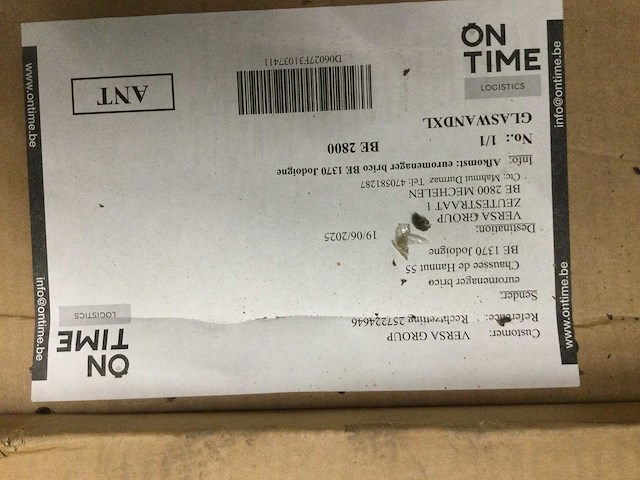 ON
TIME
LOGISTICS
www.ontime.be
info@ontime.be
Customer: VERSA GROUP
Reference: Rechtzetting 257224646
Sender:
euromenager brico
Chaussee de Hannut 55
BE 1370 Jodoigne
Destination: 19/06/2025
VERSA GROUP
ZEUTESTRAAT 1
BE 2800 MECHELEN
Ctc: Mahmut Durmaz Tel: 470581287
Info: Afkomst: euromenager brico BE 1370 Jodoigne
No.: 1/1 BE 2800
GLASWANDXL
ANT
D06027F31037411
ON
TIME
LOGISTICS
www.ontime.be
info@ontime.be